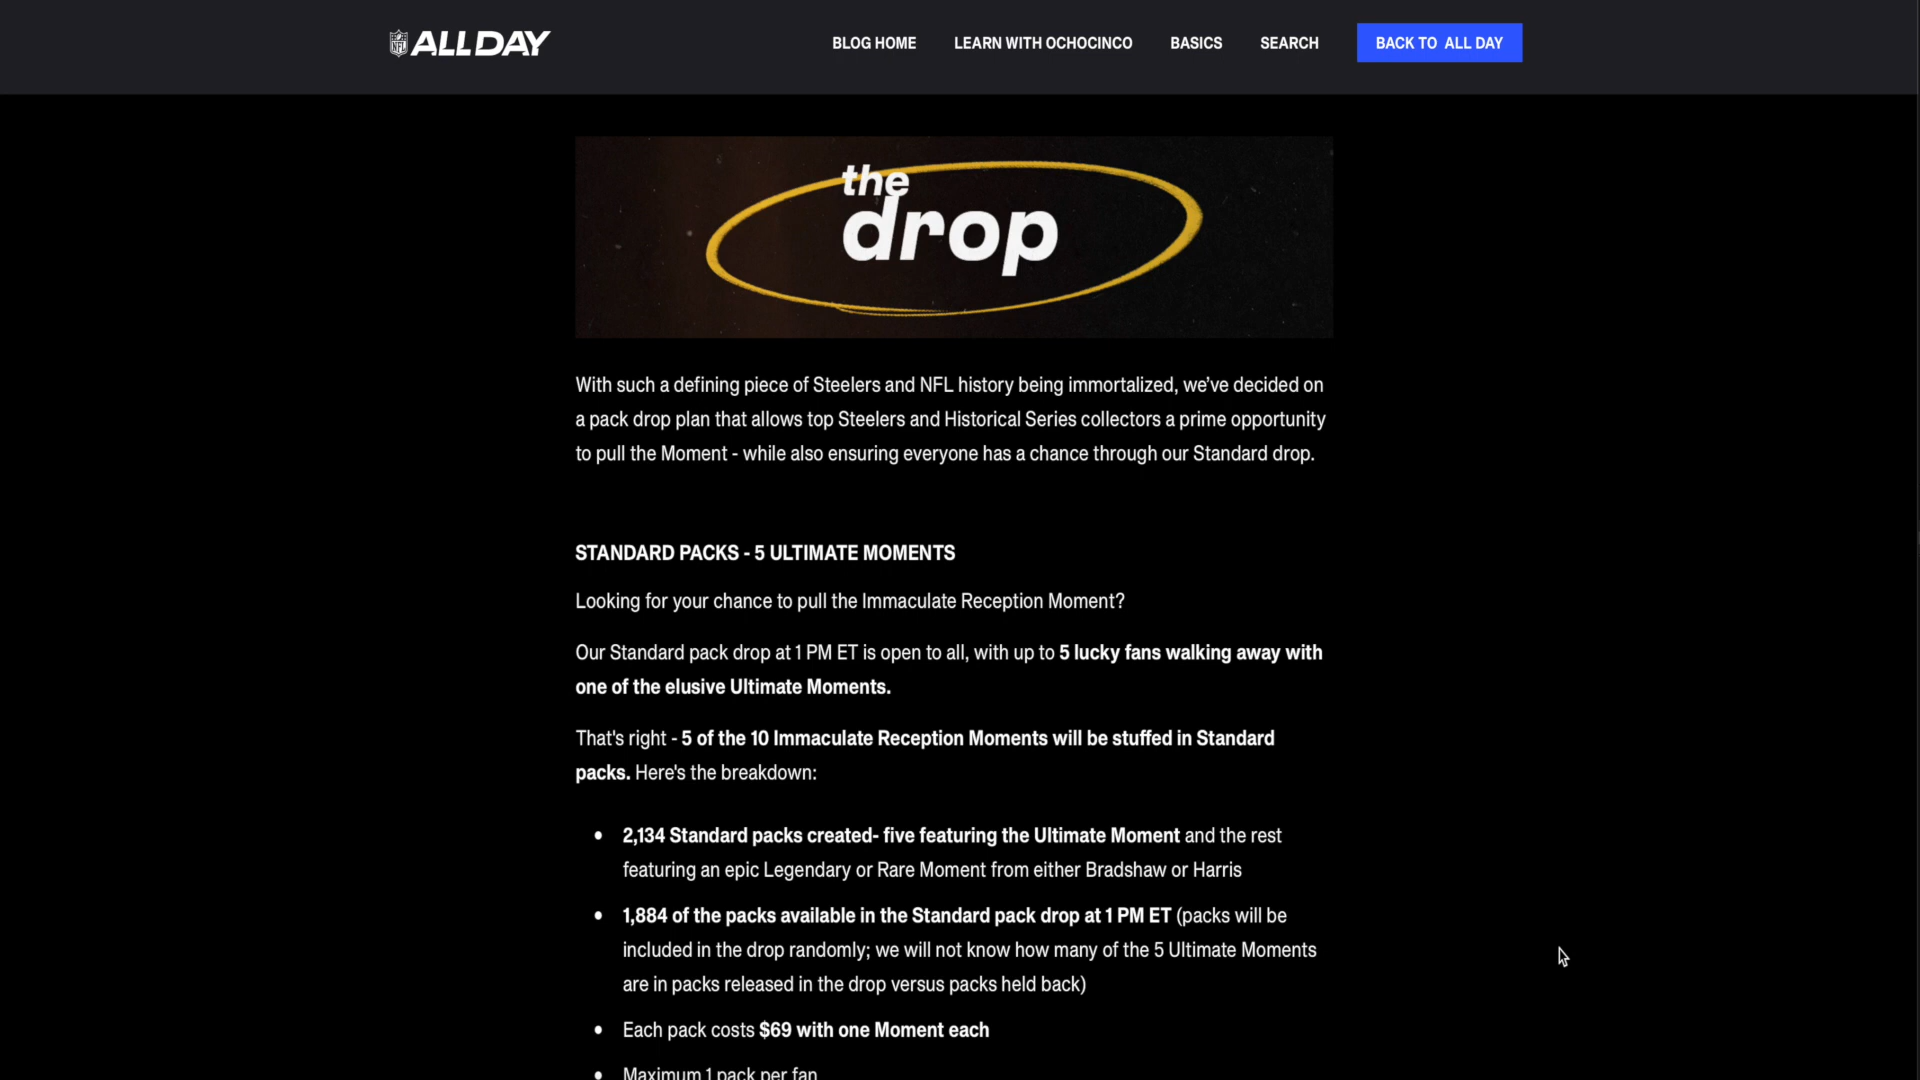 NFL ALL DAY
BLOG HOME LEARN WITH OCHOCINCO BASICS SEARCH BACK TO ALL DAY
the
drop
With such a defining piece of Steelers and NFL history being immortalized, we’ve decided on
a pack drop plan that allows top Steelers and Historical Series collectors a prime opportunity
to pull the Moment - while also ensuring everyone has a chance through our Standard drop.
STANDARD PACKS - 5 ULTIMATE MOMENTS
Looking for your chance to pull the Immaculate Reception Moment?
Our Standard pack drop at 1 PM ET is open to all, with up to 5 lucky fans walking away with
one of the elusive Ultimate Moments.
That's right - 5 of the 10 Immaculate Reception Moments will be stuffed in Standard
packs. Here's the breakdown:
• 2,134 Standard packs created- five featuring the Ultimate Moment and the rest
featuring an epic Legendary or Rare Moment from either Bradshaw or Harris
• 1,884 of the packs available in the Standard pack drop at 1 PM ET (packs will be
included in the drop randomly; we will not know how many of the 5 Ultimate Moments
are in packs released in the drop versus packs held back)
• Each pack costs $69 with one Moment each
• Maximum 1 pack per fan